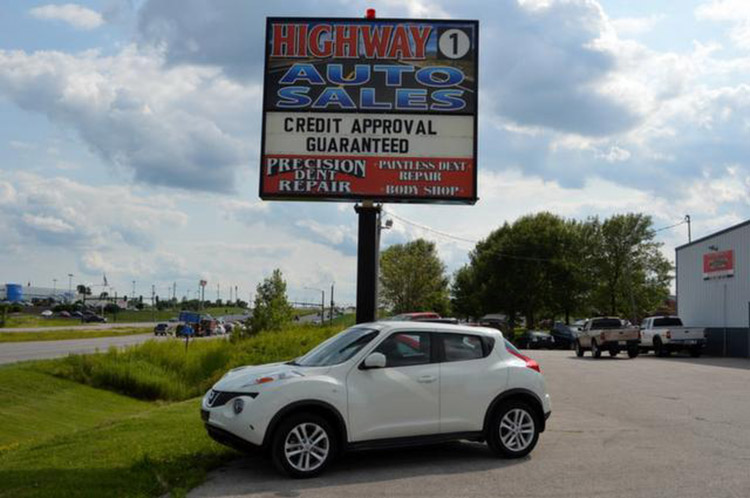 HIGHWAY 1
AUTO
SALES
CREDIT APPROVAL
GUARANTEED
PRECISION
DENT
REPAIR
PAINTLESS DENT
REPAIR
BODY SHOP